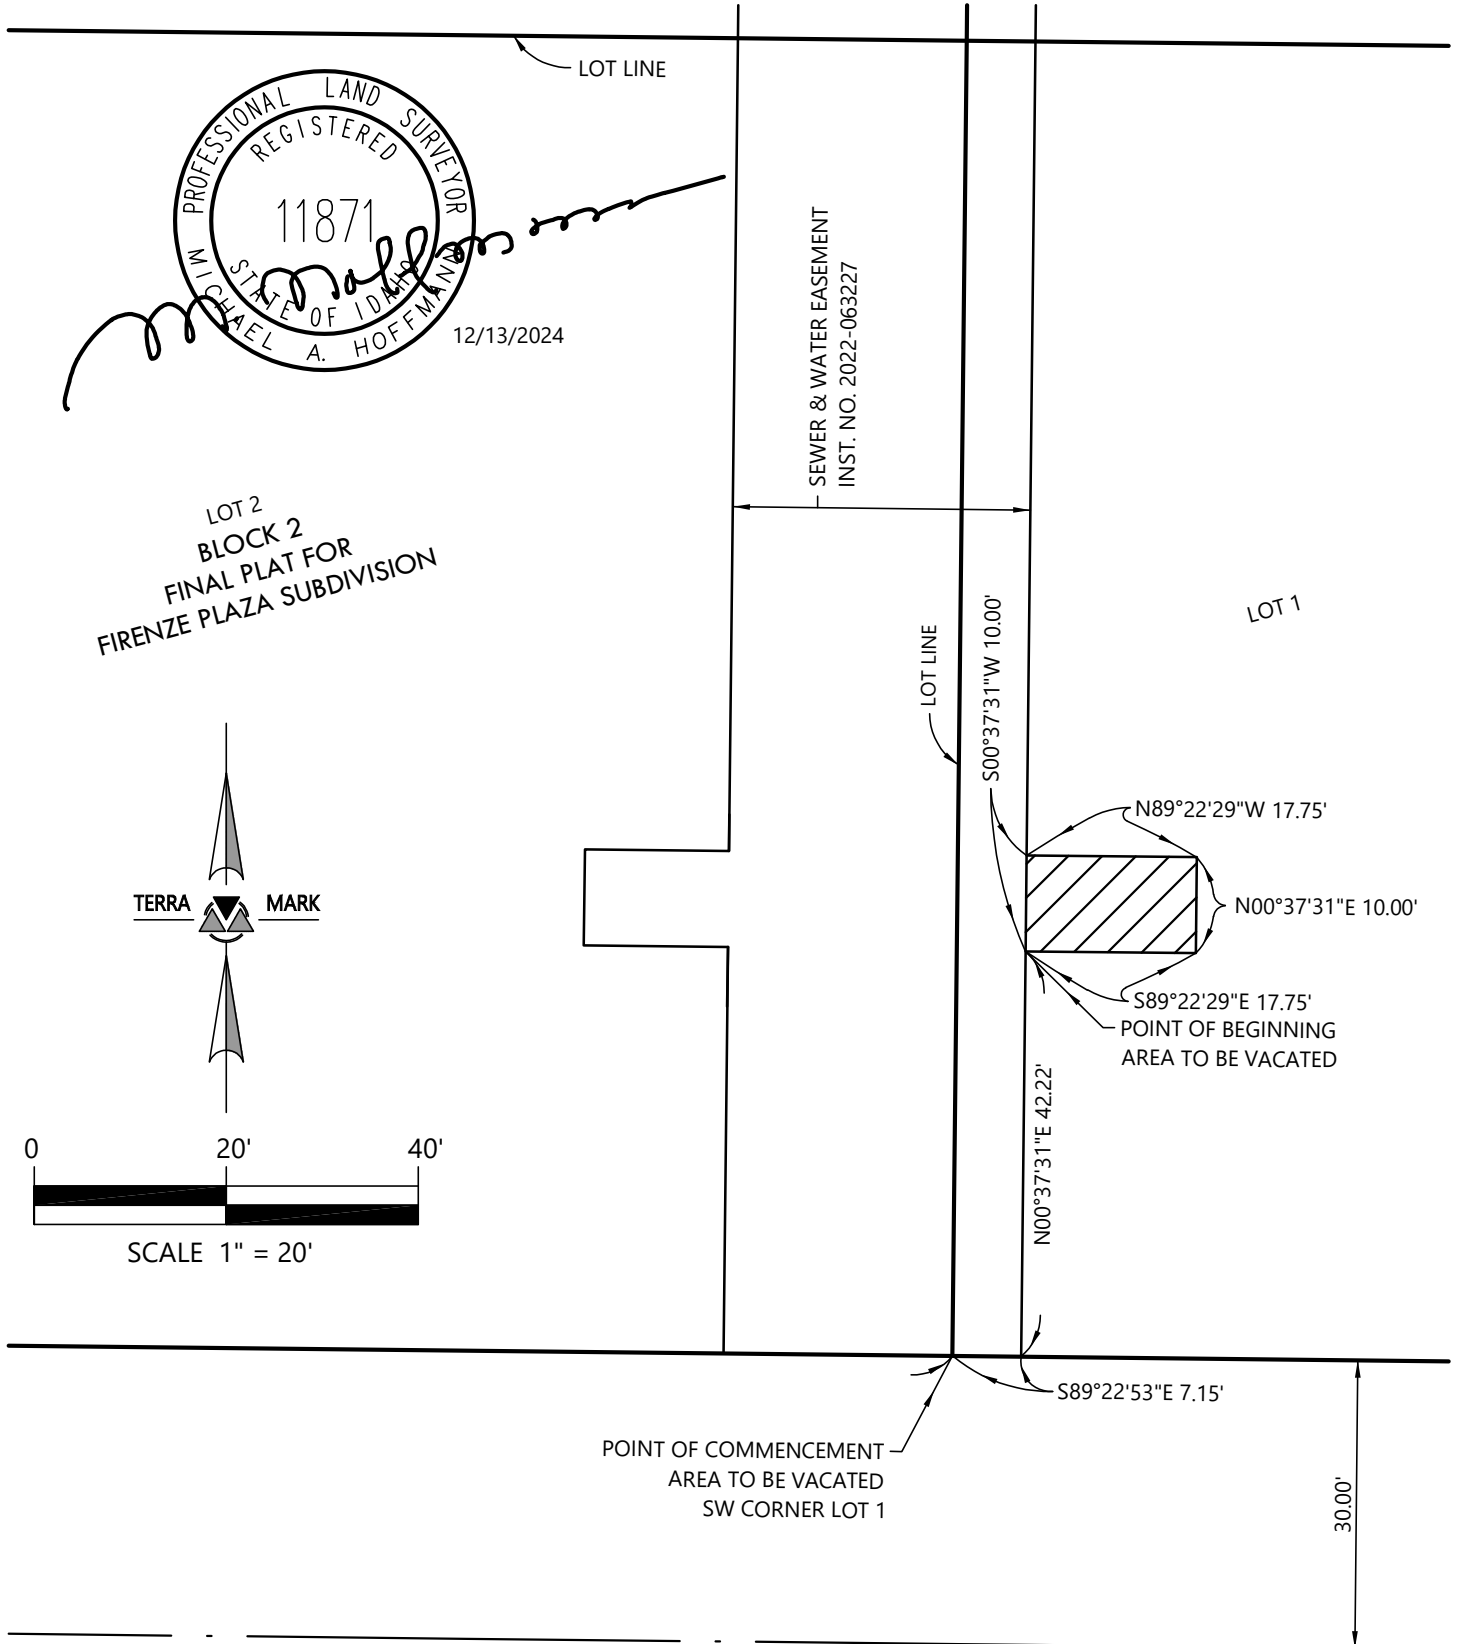 LOT LINE
PROFESSIONAL LAND SURVEYOR
REGISTERED
11871
STATE OF IDAHO
MICHAEL A. HOFFMANN
12/13/2024
SEWER & WATER EASEMENT
INST. NO. 2022-063227
LOT 2
BLOCK 2
FINAL PLAT FOR
FIRENZE PLAZA SUBDIVISION
LOT 1
LOT LINE
S00°37'31"W 10.00'
N89°22'29"W 17.75'
N00°37'31"E 10.00'
S89°22'29"E 17.75'
POINT OF BEGINNING
AREA TO BE VACATED
TERRA MARK
N00°37'31"E 42.22'
0 20' 40'
SCALE 1" = 20'
S89°22'53"E 7.15'
POINT OF COMMENCEMENT
AREA TO BE VACATED
SW CORNER LOT 1
30.00'